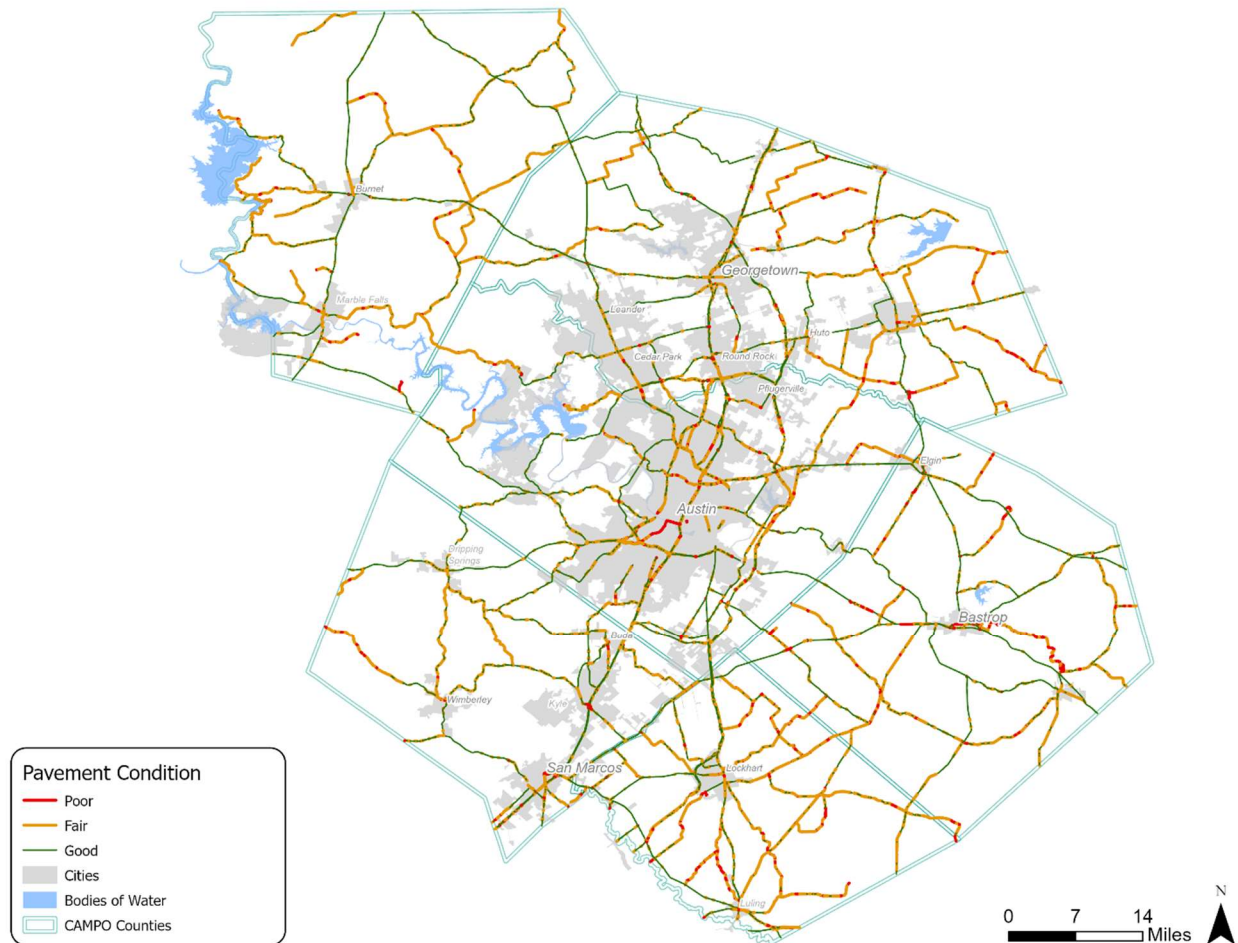 Burnet
Georgetown
Marble Falls
Leander
Huto
Cedar Park
Round Rock
Pflugerville
Elgin
Austin
Dripping
Springs
Bastrop
Buda
Wimberley
Kyle
San Marcos
Lockhart
Luling
Pavement Condition
Poor
Fair
Good
Cities
Bodies of Water
CAMPO Counties
N
0 7 14
Miles